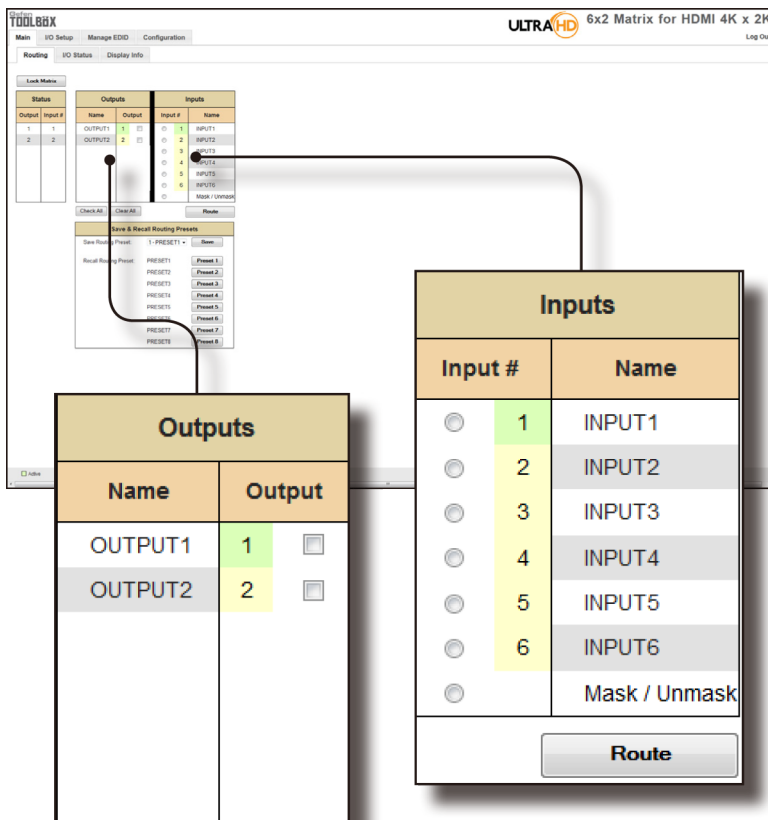 Gefen
TOOLBOX
ULTRA HD
6x2 Matrix for HDMI 4K x 2K
Log Ou
Main I/O Setup Manage EDID Configuration
Routing I/O Status Display Info
Lock Matrix
Status
Output Input #
1 1
2 2
Outputs
Name Output
OUTPUT1 1
OUTPUT2 2
Inputs
Input # Name
1 INPUT1
2 INPUT2
3 INPUT3
4 INPUT4
5 INPUT5
6 INPUT6
Mask / Unmask
Check All Clear All Route
Save & Recall Routing Presets
Save Routing Preset: 1 - PRESET1 Save
Recall Routing Preset: PRESET1 Preset 1
PRESET2 Preset 2
PRESET3 Preset 3
PRESET4 Preset 4
PRESET5 Preset 5
PRESET6 Preset 6
PRESET7 Preset 7
PRESET8 Preset 8
Active
Inputs
Input # Name
1 INPUT1
2 INPUT2
3 INPUT3
4 INPUT4
5 INPUT5
6 INPUT6
Mask / Unmask
Route
Outputs
Name Output
OUTPUT1 1
OUTPUT2 2